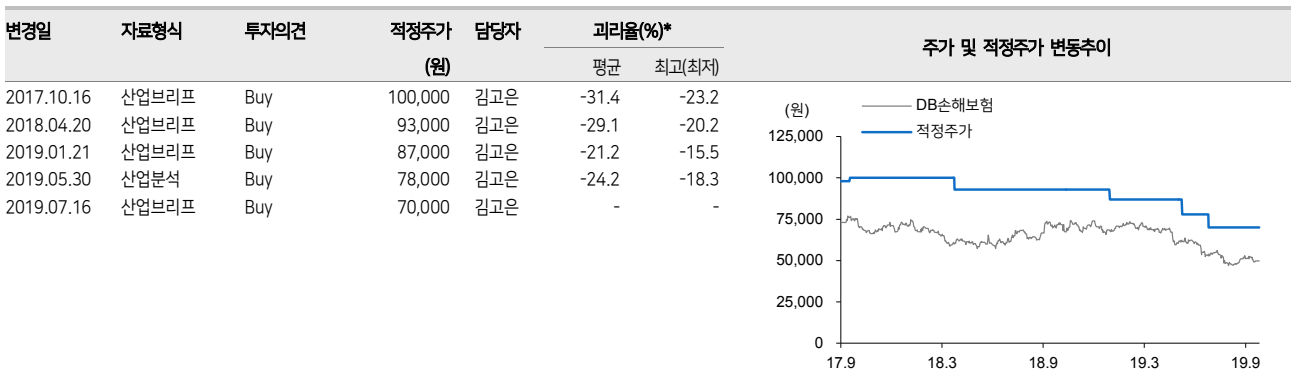 변경일 자료형식 투자의견 적정주가 담당자 괴리율(%)*
(원) 평균 최고(최저)
2017.10.16 산업브리프 Buy 100,000 김고은 -31.4 -23.2
2018.04.20 산업브리프 Buy 93,000 김고은 -29.1 -20.2
2019.01.21 산업브리프 Buy 87,000 김고은 -21.2 -15.5
2019.05.30 산업분석 Buy 78,000 김고은 -24.2 -18.3
2019.07.16 산업브리프 Buy 70,000 김고은 - -
주가 및 적정주가 변동추이
(원)
DB손해보험
적정주가
125,000
100,000
75,000
50,000
25,000
0
17.9 18.3 18.9 19.3 19.9